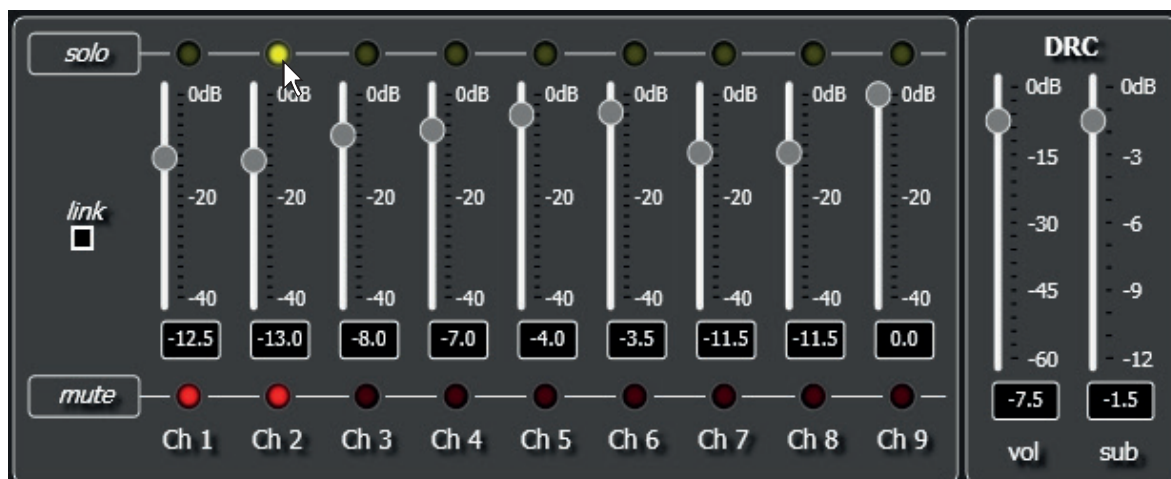 solo
DRC
0dB 0dB 0dB 0dB 0dB 0dB 0dB 0dB 0dB
0dB 0dB
-15 -3
link
-20 -20 -20 -20 -20 -20 -20 -20 -20
-30 -6
-40 -40 -40 -40 -40 -40 -40 -40 -40
-45 -9
-60 -12
-12.5 -13.0 -8.0 -7.0 -4.0 -3.5 -11.5 -11.5 0.0
mute
-7.5 -1.5
Ch 1 Ch 2 Ch 3 Ch 4 Ch 5 Ch 6 Ch 7 Ch 8 Ch 9
vol sub